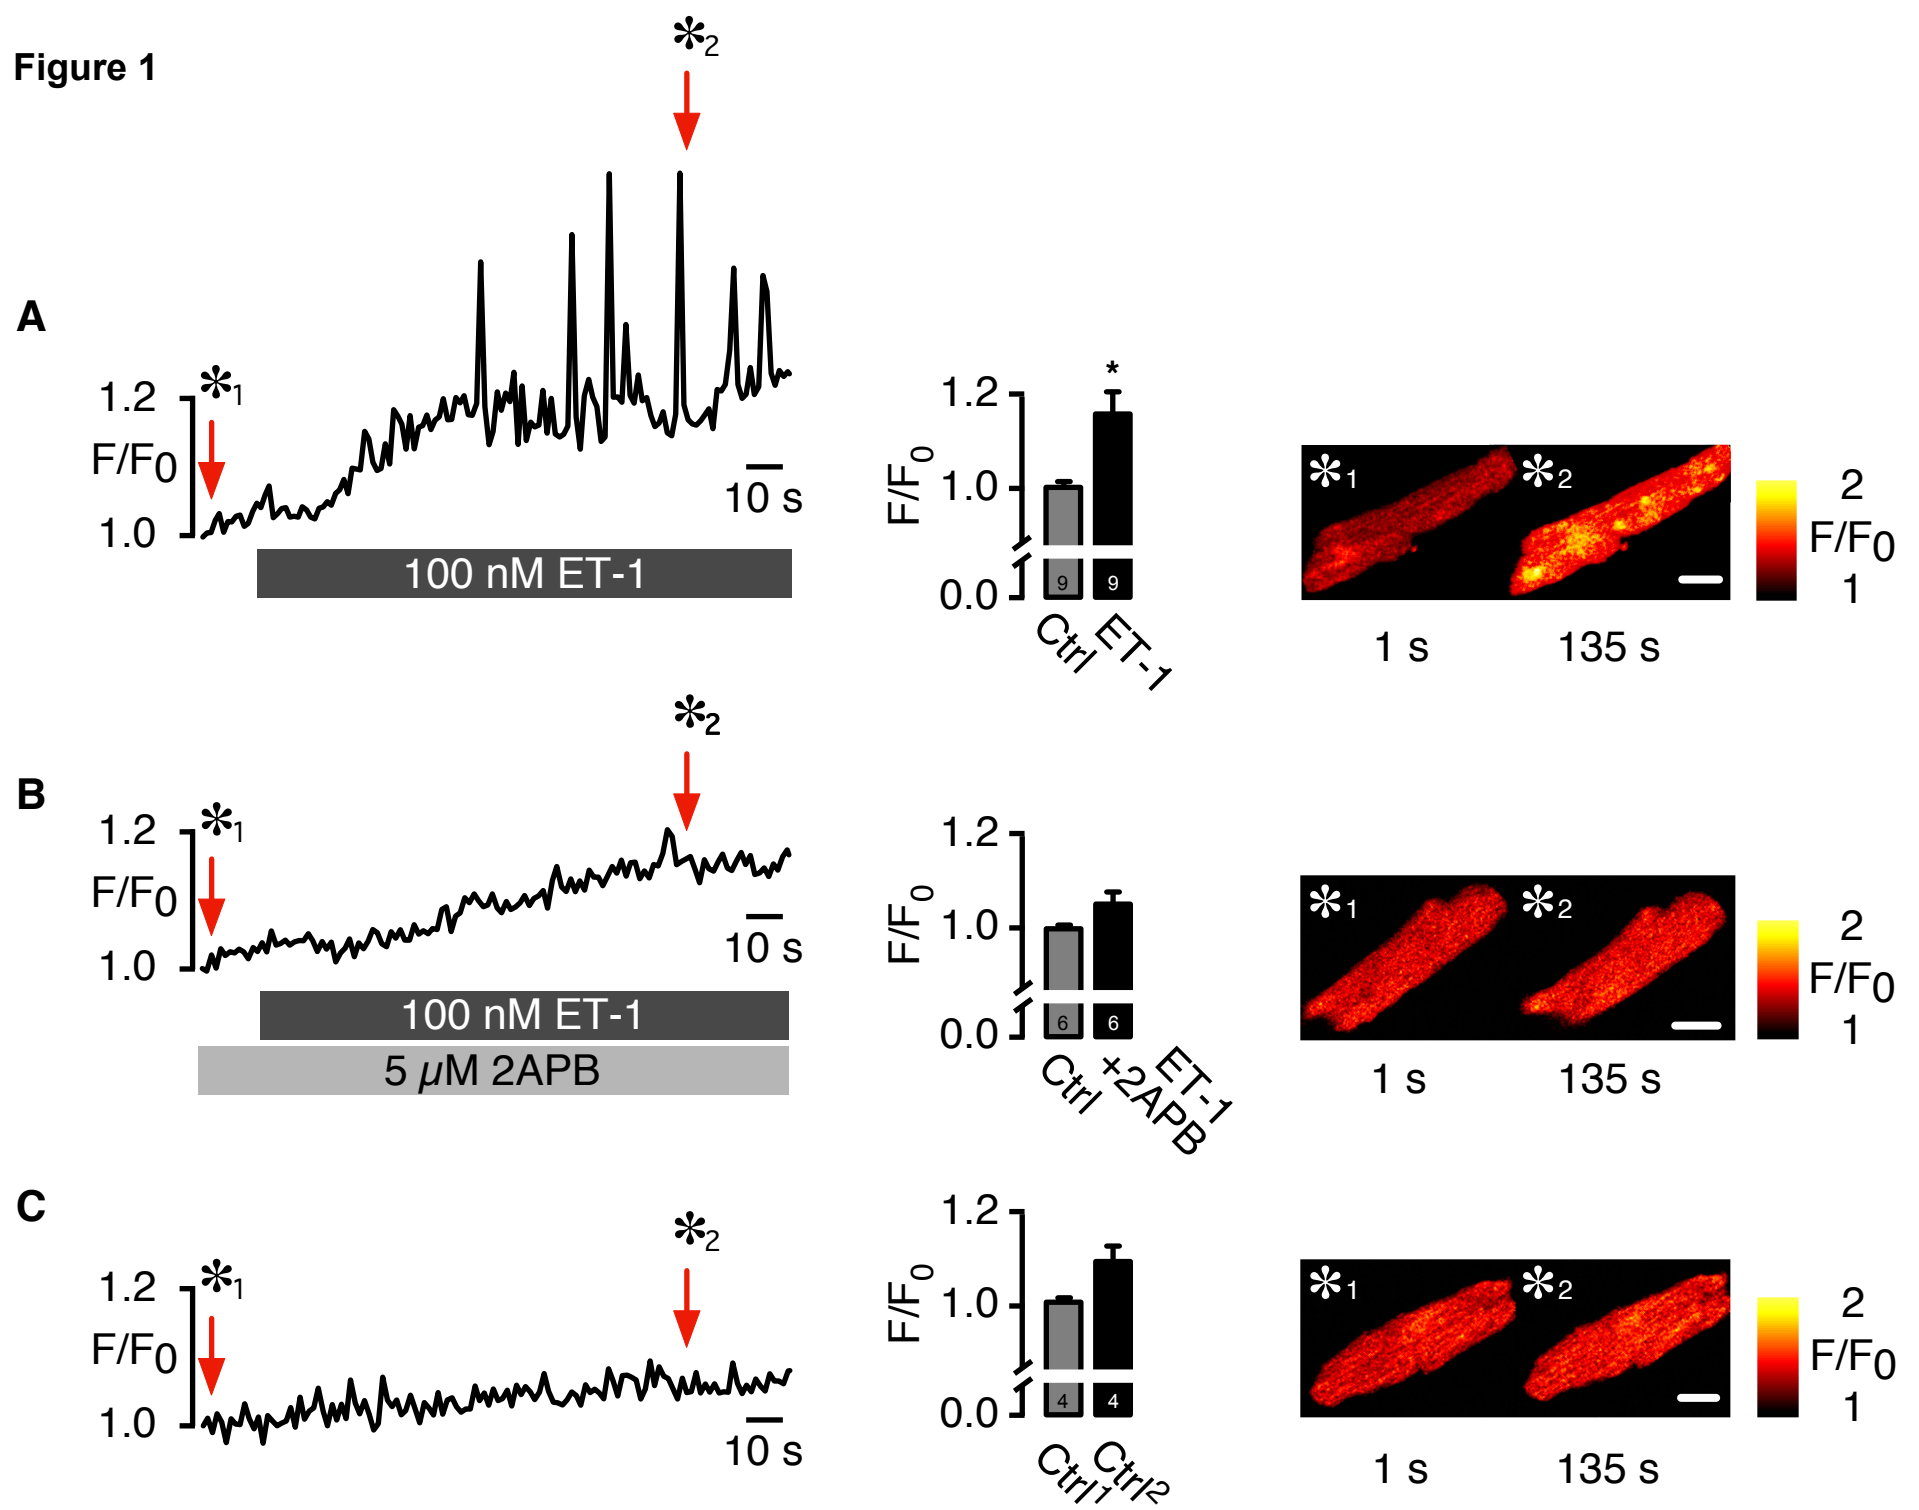 Figure 1
A
*2
*1
1.2
F/F0
1.0
10 s
100 nM ET-1
1.2
F/F0
1.0
0.0
*
9
9
Ctrl
ET-1
*1
*2
1 s
135 s
2
F/F0
1
B
*2
*1
1.2
F/F0
1.0
10 s
100 nM ET-1
5 µM 2APB
1.2
F/F0
1.0
0.0
6
6
Ctrl
ET-1
+2APB
*1
*2
1 s
135 s
2
F/F0
1
C
*2
*1
1.2
F/F0
1.0
10 s
1.2
F/F0
1.0
0.0
4
4
Ctrl1
Ctrl2
*1
*2
1 s
135 s
2
F/F0
1